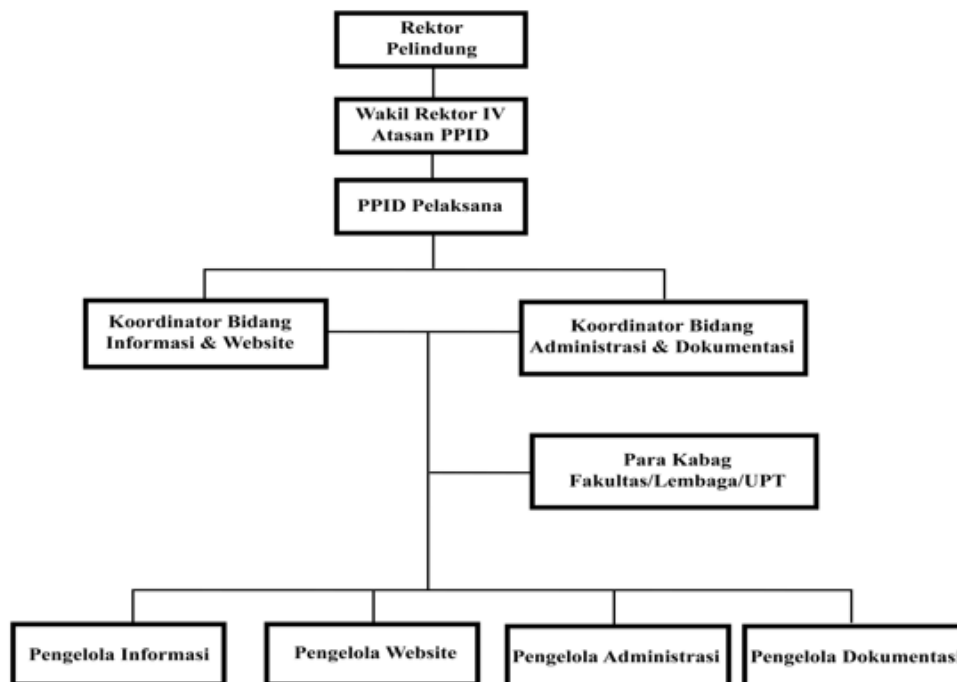 Rektor
Pelindung
Wakil Rektor IV
Atasan PPID
PPID Pelaksana
Koordinator Bidang
Informasi & Website
Koordinator Bidang
Administrasi & Dokumentasi
Para Kabag
Fakultas/Lembaga/UPT
Pengelola Informasi
Pengelola Website
Pengelola Administrasi
Pengelola Dokumentasi